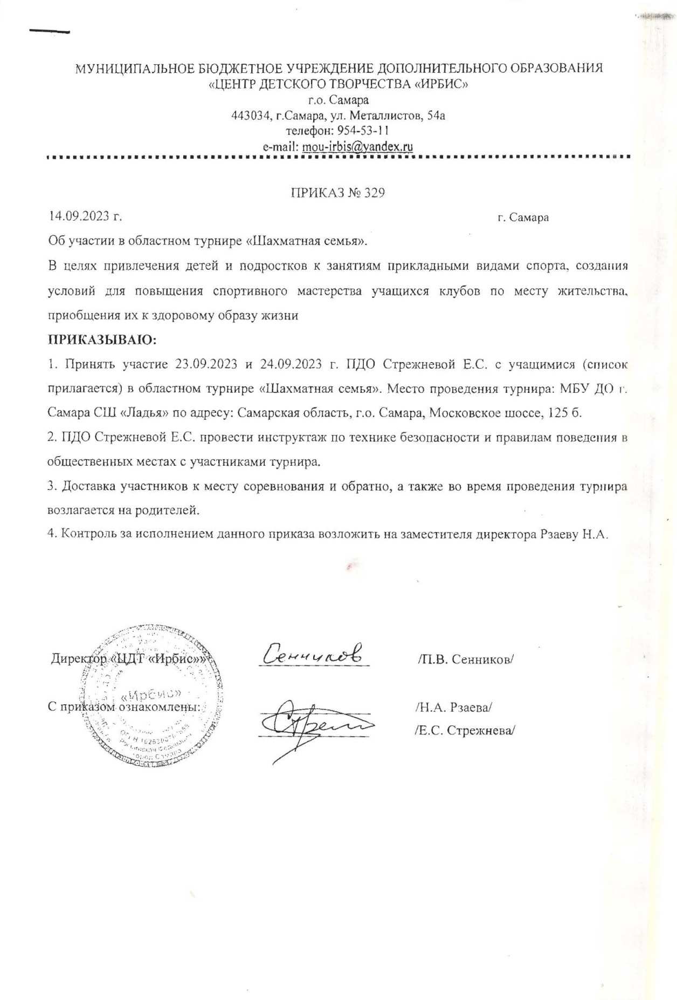 МУНИЦИПАЛЬНОЕ БЮДЖЕТНОЕ УЧРЕЖДЕНИЕ ДОПОЛНИТЕЛЬНОГО ОБРАЗОВАНИЯ
«ЦЕНТР ДЕТСКОГО ТВОРЧЕСТВА «ИРБИС»
г.о. Самара
443034, г.Самара, ул. Металлистов, 54а
телефон: 954-53-11
e-mail: mou-irbis@yandex.ru
ПРИКАЗ № 329
14.09.2023 г. г. Самара
Об участии в областном турнире «Шахматная семья».
В целях привлечения детей и подростков к занятиям прикладными видами спорта, создания
условий для повыщения спортивного мастерства учащихся клубов по месту жительства,
приобщения их к здоровому образу жизни
ПРИКАЗЫВАЮ:
1. Принять участие 23.09.2023 и 24.09.2023 г. ПДО Стрежневой Е.С. с учащимися (список
прилагается) в областном турнире «Шахматная семья». Место проведения турнира: МБУ ДО г.
Самара СШ «Ладья» по адресу: Самарская область, г.о. Самара, Московское шоссе, 125 б.
2. ПДО Стрежневой Е.С. провести инструктаж по технике безопасности и правилам поведения в
общественных местах с участниками турнира.
3. Доставка участников к месту соревнования и обратно, а также во время проведения турнира
возлагается на родителей.
4. Контроль за исполнением данного приказа возложить на заместителя директора Рзаеву Н.А.
Директор «ЦДТ «Ирбис»» Сенников /П.В. Сенников/
«Ирбис»
С приказом ознакомлены: /Н.А. Рзаева/
/Е.С. Стрежнева/
Российская Федерация
город Самара